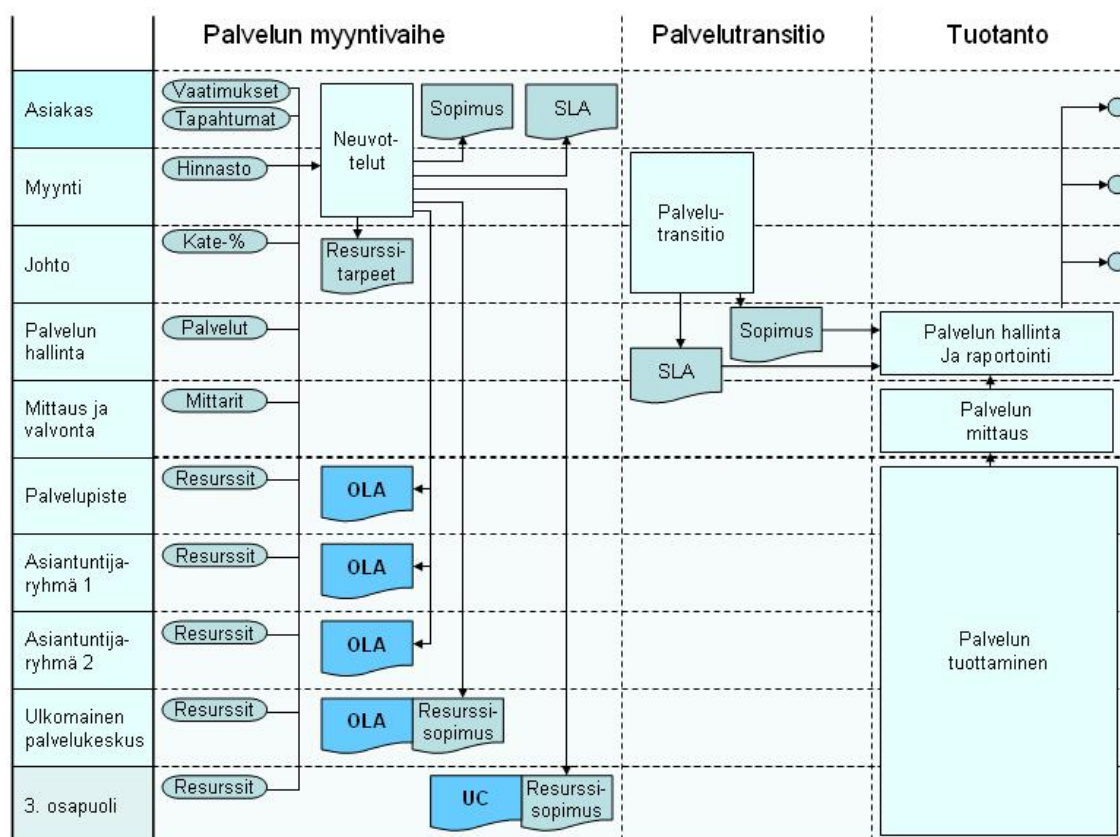 Palvelun myyntivaihe
Palvelutransitio
Tuotanto
Asiakas
Vaatimukset
Tapahtumat
Neuvot-
telut
Sopimus
SLA
Myynti
Hinnasto
Palvelu-
transitio
Johto
Kate-%
Resurssi-
tarpeet
Palvelun
hallinta
Palvelut
SLA
Sopimus
Palvelun hallinta
Ja raportointi
Mittaus ja
valvonta
Mittarit
Palvelun
mittaus
Palvelupiste
Resurssit
OLA
Asiantuntija-
ryhmä 1
Resurssit
OLA
Asiantuntija-
ryhmä 2
Resurssit
OLA
Palvelun
tuottaminen
Ulkomainen
palvelukeskus
Resurssit
OLA
Resurssi-
sopimus
3. osapuoli
Resurssit
UC
Resurssi-
sopimus